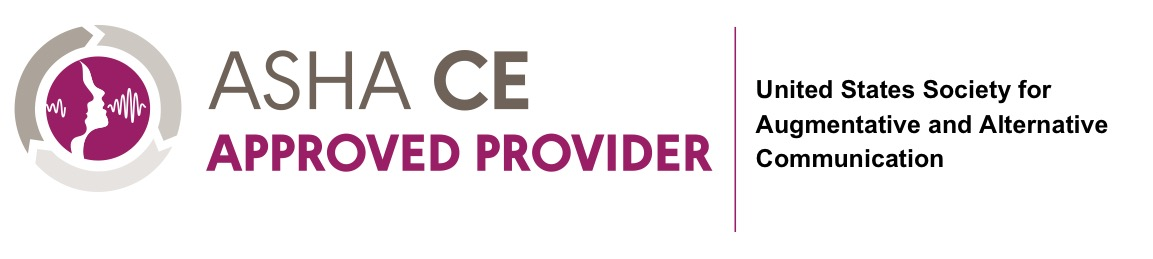 ASHA CE
APPROVED PROVIDER
United States Society for
Augmentative and Alternative
Communication